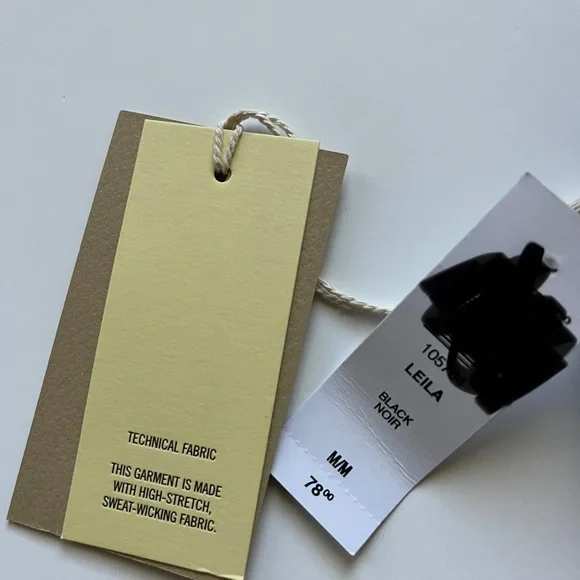 TECHNICAL FABRIC
THIS GARMENT IS MADE
WITH HIGH-STRETCH,
SWEAT-WICKING FABRIC.
LEILA
BLACK
NOIR
M/M
78⁰⁰